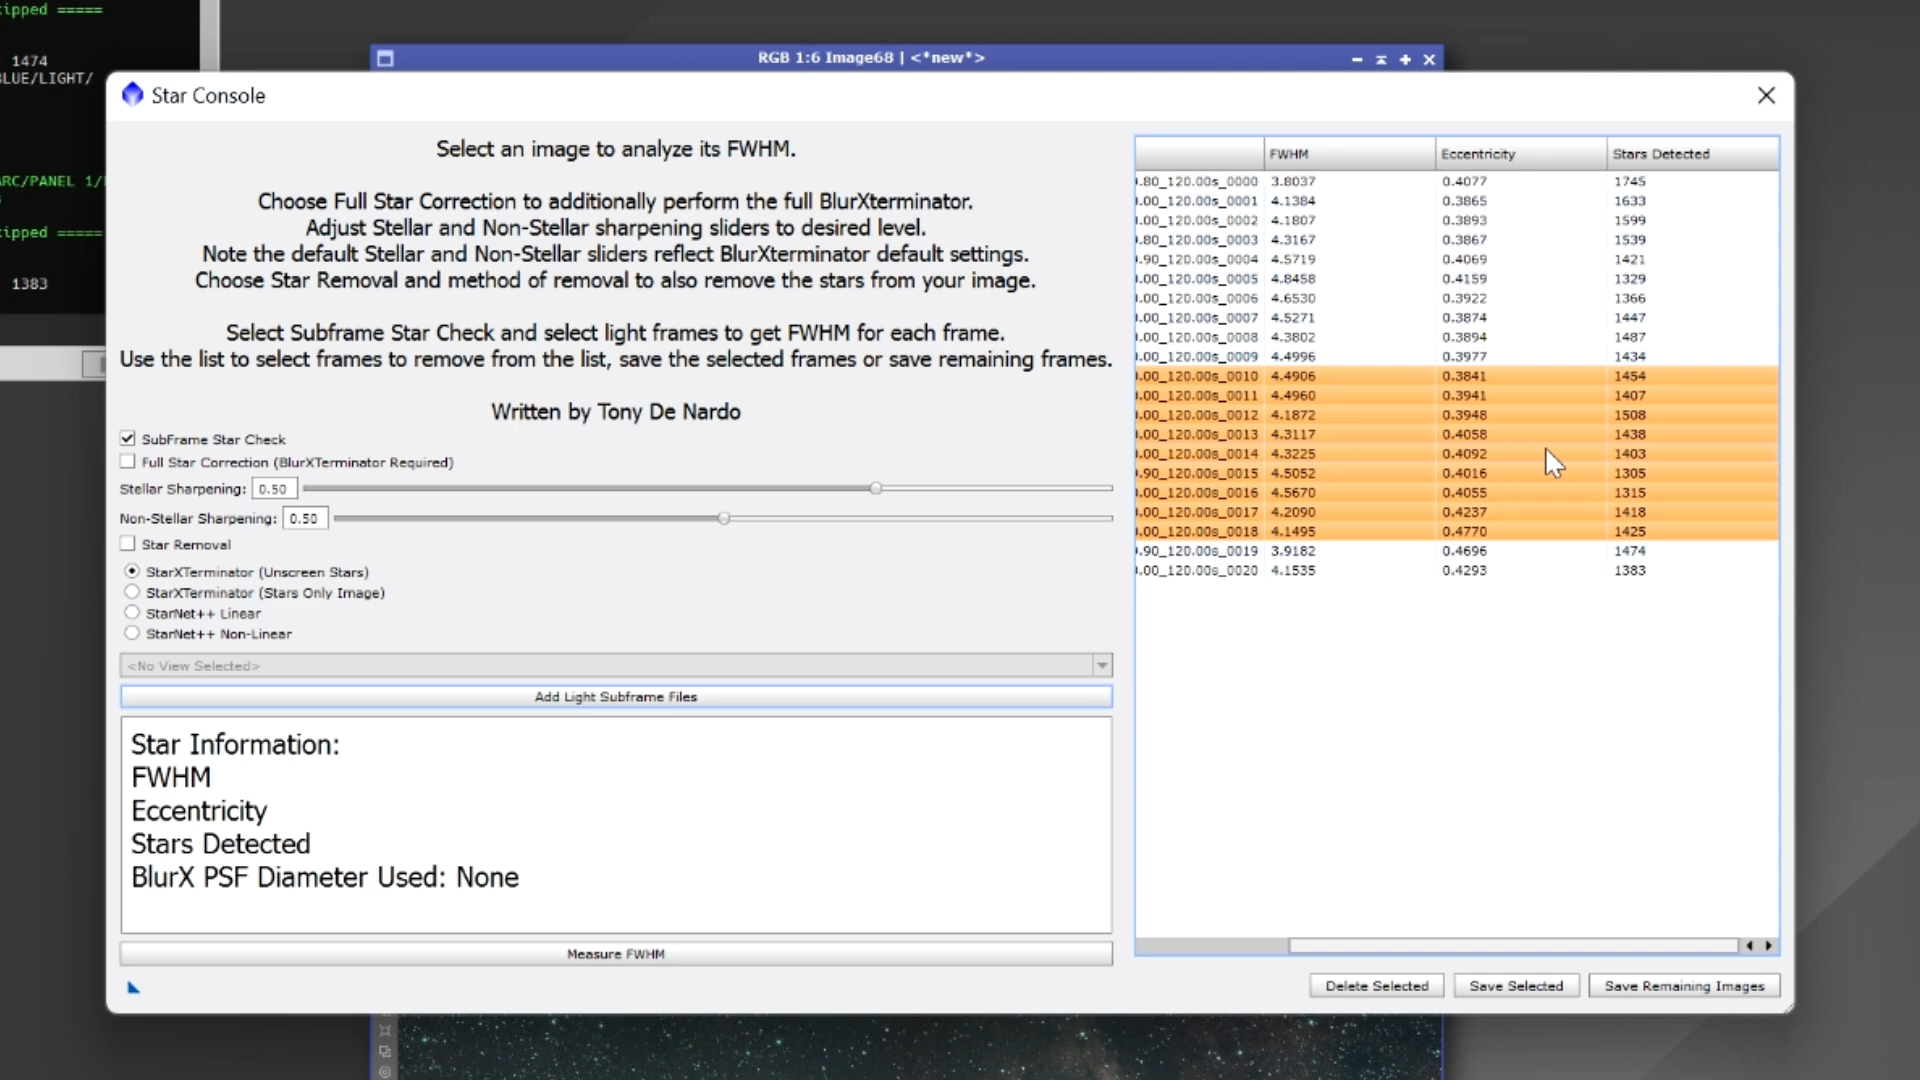 ipped =====
1474
BLUE/LIGHT/
ARC/PANEL 1/
ipped =====
1383
RGB 1:6 Image68 | <*new*>
Star Console
Select an image to analyze its FWHM.
Choose Full Star Correction to additionally perform the full BlurXterminator.
Adjust Stellar and Non-Stellar sharpening sliders to desired level.
Note the default Stellar and Non-Stellar sliders reflect BlurXterminator default settings.
Choose Star Removal and method of removal to also remove the stars from your image.
Select Subframe Star Check and select light frames to get FWHM for each frame.
Use the list to select frames to remove from the list, save the selected frames or save remaining frames.
Written by Tony De Nardo
SubFrame Star Check
Full Star Correction (BlurXTerminator Required)
Stellar Sharpening: 0.50
Non-Stellar Sharpening: 0.50
Star Removal
StarXTerminator (Unscreen Stars)
StarXTerminator (Stars Only Image)
StarNet++ Linear
StarNet++ Non-Linear
<No View Selected>
Add Light Subframe Files
Star Information:
FWHM
Eccentricity
Stars Detected
BlurX PSF Diameter Used: None
Measure FWHM
FWHM Eccentricity Stars Detected
.80_120.00s_0000 3.8037 0.4077 1745
.00_120.00s_0001 4.1384 0.3865 1633
.00_120.00s_0002 4.1807 0.3893 1599
.80_120.00s_0003 4.3167 0.3867 1539
.90_120.00s_0004 4.5719 0.4069 1421
.00_120.00s_0005 4.8458 0.4159 1329
.00_120.00s_0006 4.6530 0.3922 1366
.00_120.00s_0007 4.5271 0.3874 1447
.00_120.00s_0008 4.3802 0.3894 1487
.00_120.00s_0009 4.4996 0.3977 1434
.00_120.00s_0010 4.4906 0.3841 1454
.00_120.00s_0011 4.4960 0.3941 1407
.00_120.00s_0012 4.1872 0.3948 1508
.00_120.00s_0013 4.3117 0.4058 1438
.00_120.00s_0014 4.3225 0.4092 1403
.90_120.00s_0015 4.5052 0.4016 1305
.00_120.00s_0016 4.5670 0.4055 1315
.00_120.00s_0017 4.2090 0.4237 1418
.00_120.00s_0018 4.1495 0.4770 1425
.90_120.00s_0019 3.9182 0.4696 1474
.00_120.00s_0020 4.1535 0.4293 1383
Delete Selected
Save Selected
Save Remaining Images